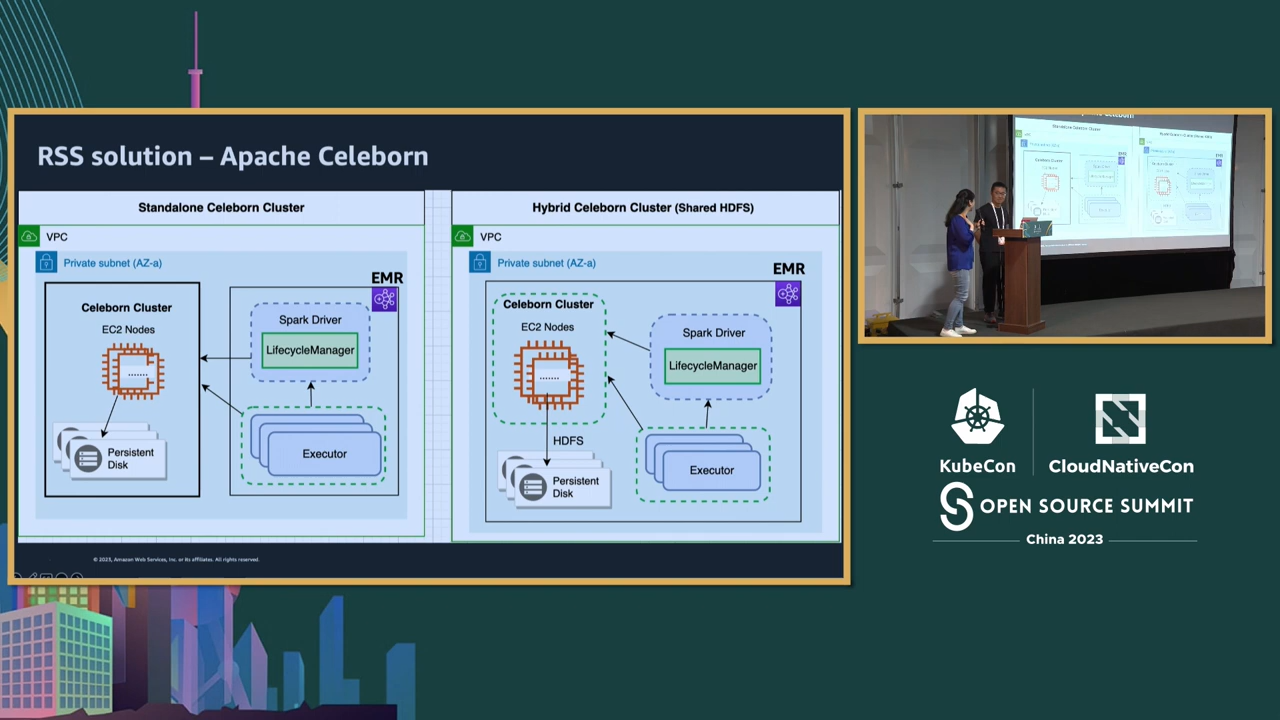 RSS solution – Apache Celeborn
Standalone Celeborn Cluster
VPC
Private subnet (AZ-a)
EMR
Celeborn Cluster
EC2 Nodes
.......
Persistent
Disk
Spark Driver
LifecycleManager
Executor
Hybrid Celeborn Cluster (Shared HDFS)
VPC
Private subnet (AZ-a)
EMR
Celeborn Cluster
EC2 Nodes
.......
HDFS
Persistent
Disk
Spark Driver
LifecycleManager
Executor
© 2023, Amazon Web Services, Inc. or its affiliates. All rights reserved.
KubeCon
CloudNativeCon
OPEN SOURCE SUMMIT
China 2023